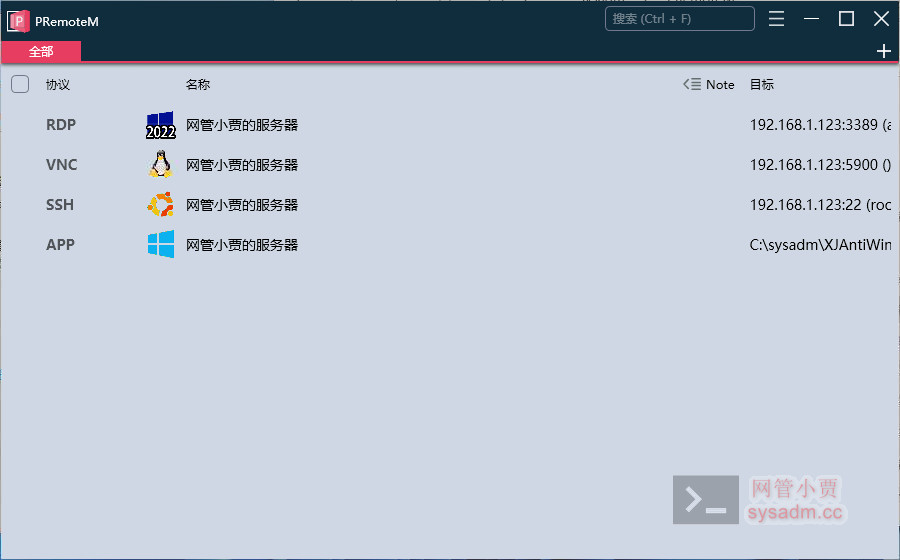 PRemoteM
搜索 (Ctrl + F)
全部
协议 名称 Note 目标
RDP 2022 网管小贾的服务器 192.168.1.123:3389 (a
VNC 网管小贾的服务器 192.168.1.123:5900 ()
SSH 网管小贾的服务器 192.168.1.123:22 (roo
APP 网管小贾的服务器 C:\sysadm\XJAntiWin
网管小贾
sysadm.cc